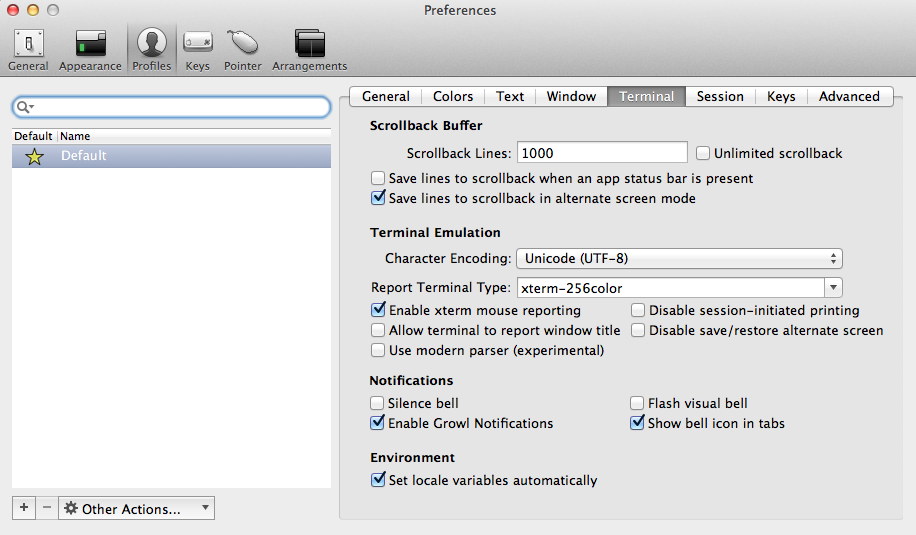 Preferences
General Appearance Profiles Keys Pointer Arrangements
General Colors Text Window Terminal Session Keys Advanced
Default Name
Default
Scrollback Buffer
Scrollback Lines: 1000 Unlimited scrollback
Save lines to scrollback when an app status bar is present
Save lines to scrollback in alternate screen mode
Terminal Emulation
Character Encoding: Unicode (UTF-8)
Report Terminal Type: xterm-256color
Enable xterm mouse reporting Disable session-initiated printing
Allow terminal to report window title Disable save/restore alternate screen
Use modern parser (experimental)
Notifications
Silence bell Flash visual bell
Enable Growl Notifications Show bell icon in tabs
Environment
Set locale variables automatically
+ − Other Actions...